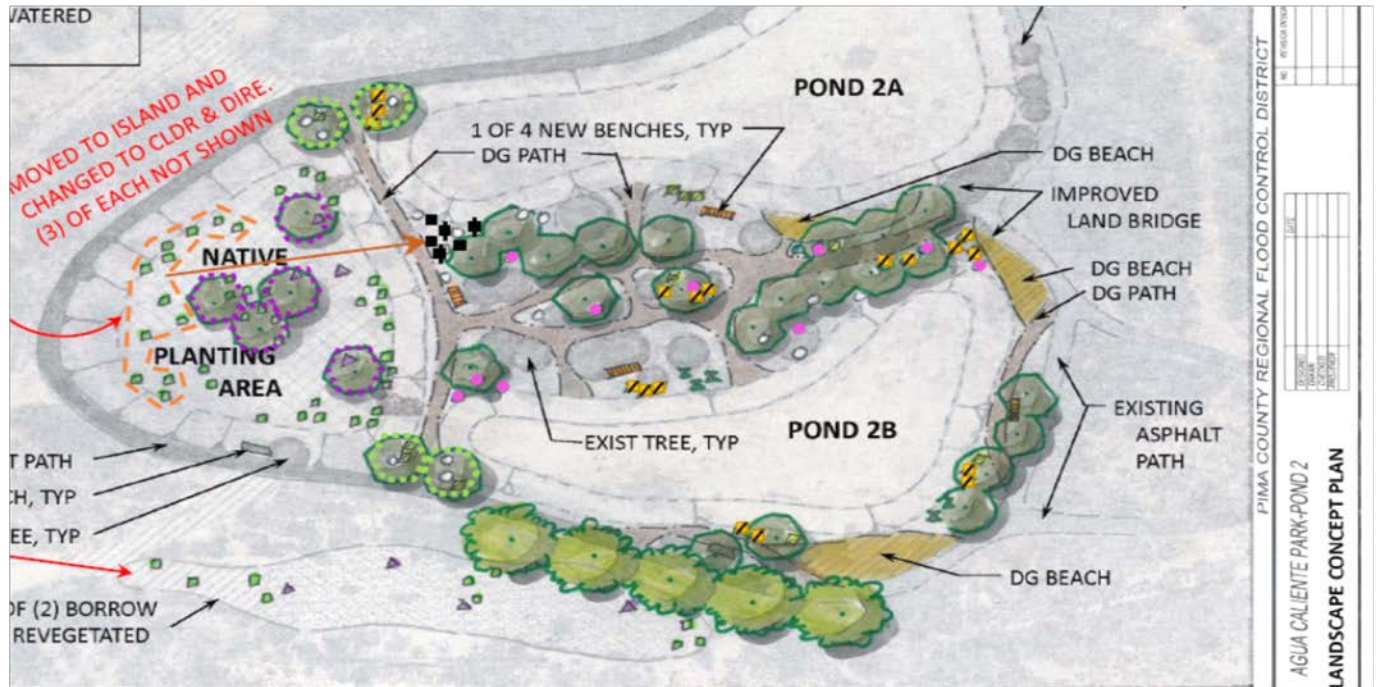 WATERED
MOVED TO ISLAND AND
CHANGED TO CLDR & DIRE.
(3) OF EACH NOT SHOWN
POND 2A
1 OF 4 NEW BENCHES, TYP
DG PATH
DG BEACH
IMPROVED
LAND BRIDGE
NATIVE
PLANTING
AREA
DG BEACH
DG PATH
EXIST TREE, TYP
POND 2B
EXISTING
ASPHALT
PATH
T PATH
CH, TYP
EE, TYP
DG BEACH
OF (2) BORROW
REVEGETATED
PIMA COUNTY REGIONAL FLOOD CONTROL DISTRICT
AGUA CALIENTE PARK-POND 2
LANDSCAPE CONCEPT PLAN